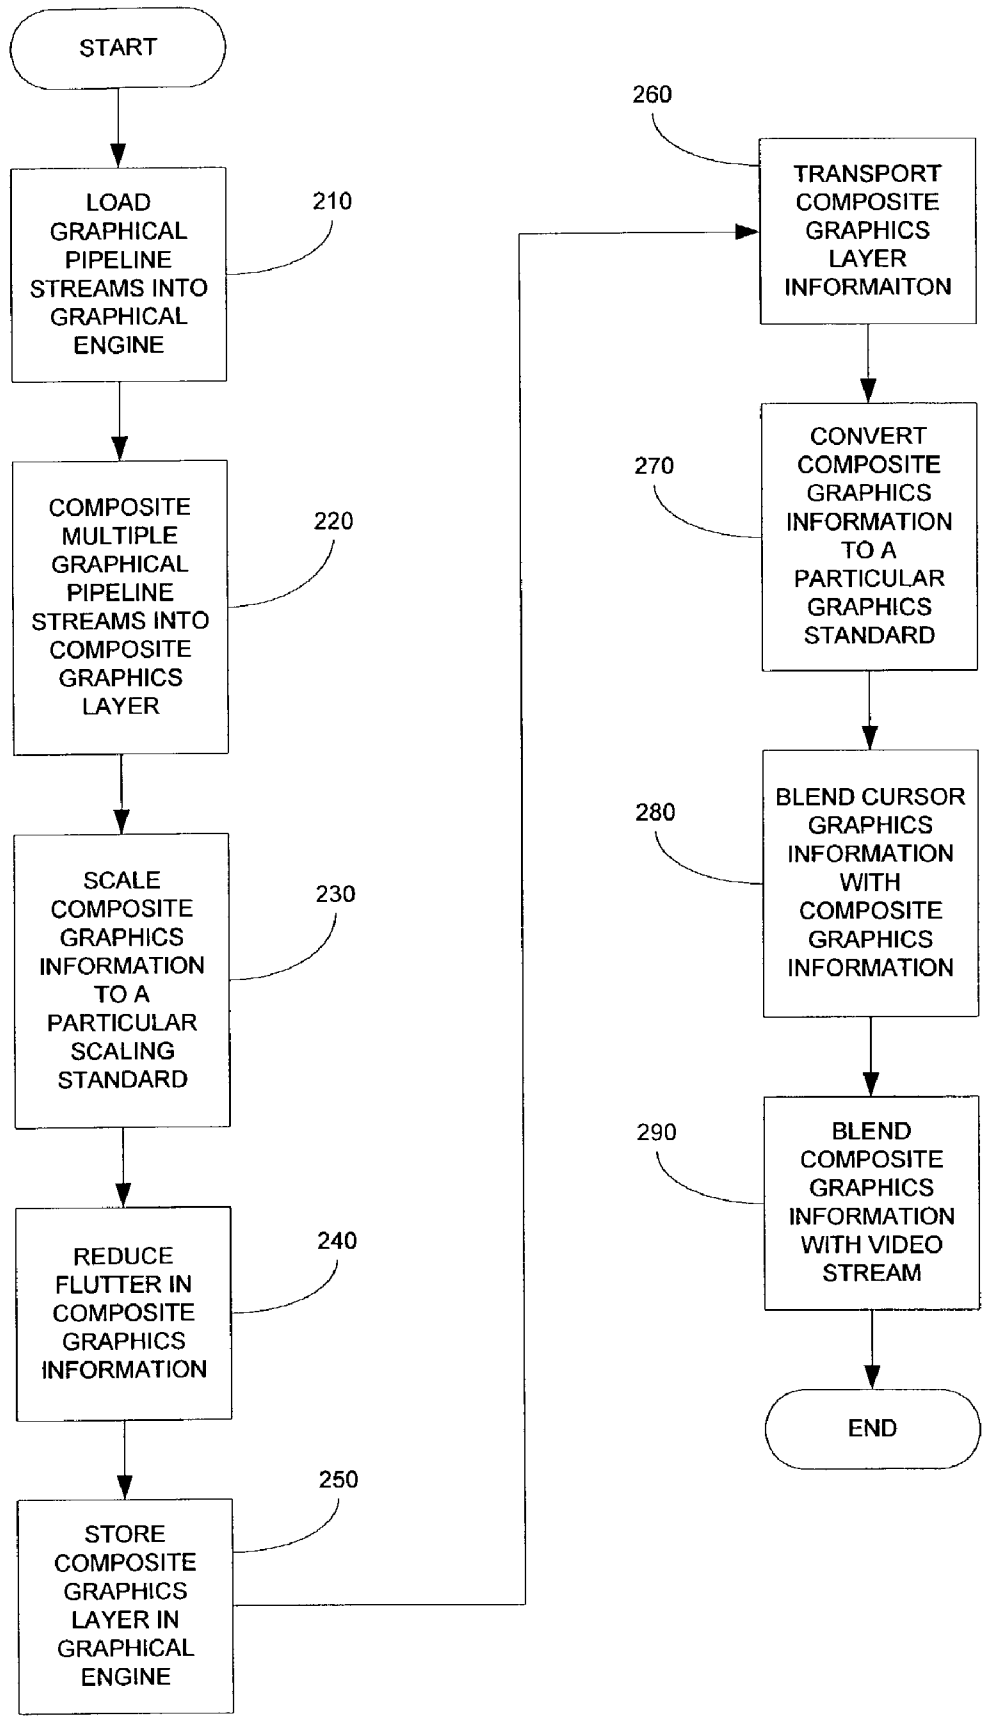 START
LOAD
GRAPHICAL
PIPELINE
STREAMS INTO
GRAPHICAL
ENGINE
210
COMPOSITE
MULTIPLE
GRAPHICAL
PIPELINE
STREAMS INTO
COMPOSITE
GRAPHICS
LAYER
220
SCALE
COMPOSITE
GRAPHICS
INFORMATION
TO A
PARTICULAR
SCALING
STANDARD
230
REDUCE
FLUTTER IN
COMPOSITE
GRAPHICS
INFORMATION
240
STORE
COMPOSITE
GRAPHICS
LAYER IN
GRAPHICAL
ENGINE
250
260
TRANSPORT
COMPOSITE
GRAPHICS
LAYER
INFORMAITON
270
CONVERT
COMPOSITE
GRAPHICS
INFORMATION
TO A
PARTICULAR
GRAPHICS
STANDARD
280
BLEND CURSOR
GRAPHICS
INFORMATION
WITH
COMPOSITE
GRAPHICS
INFORMATION
290
BLEND
COMPOSITE
GRAPHICS
INFORMATION
WITH VIDEO
STREAM
END